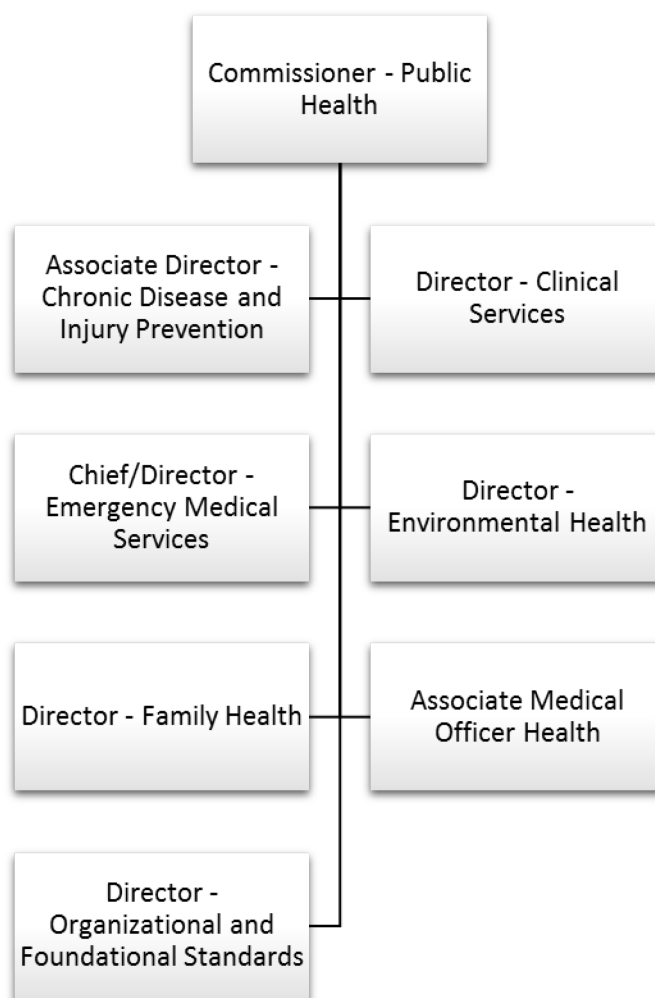 Commissioner - Public
Health
Associate Director -
Chronic Disease and
Injury Prevention
Director - Clinical
Services
Chief/Director -
Emergency Medical
Services
Director -
Environmental Health
Director - Family Health
Associate Medical
Officer Health
Director -
Organizational and
Foundational Standards